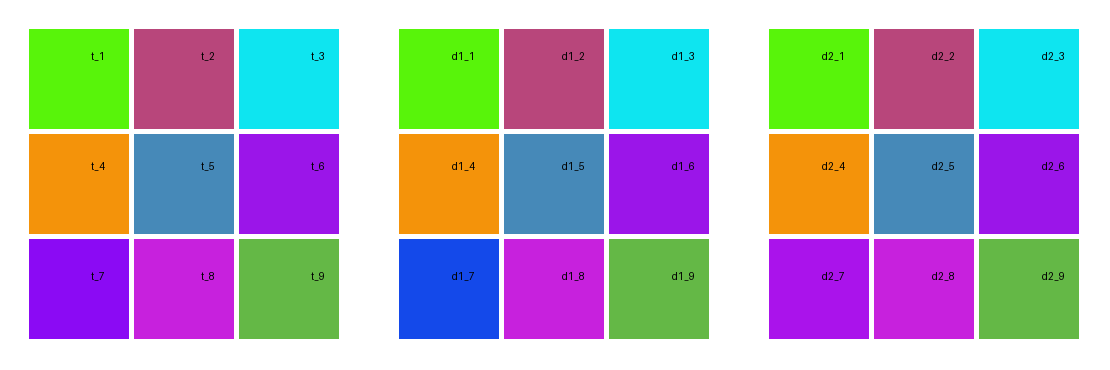 t_1 t_2 t_3 d1_1 d1_2 d1_3 d2_1 d2_2 d2_3
t_4 t_5 t_6 d1_4 d1_5 d1_6 d2_4 d2_5 d2_6
t_7 t_8 t_9 d1_7 d1_8 d1_9 d2_7 d2_8 d2_9